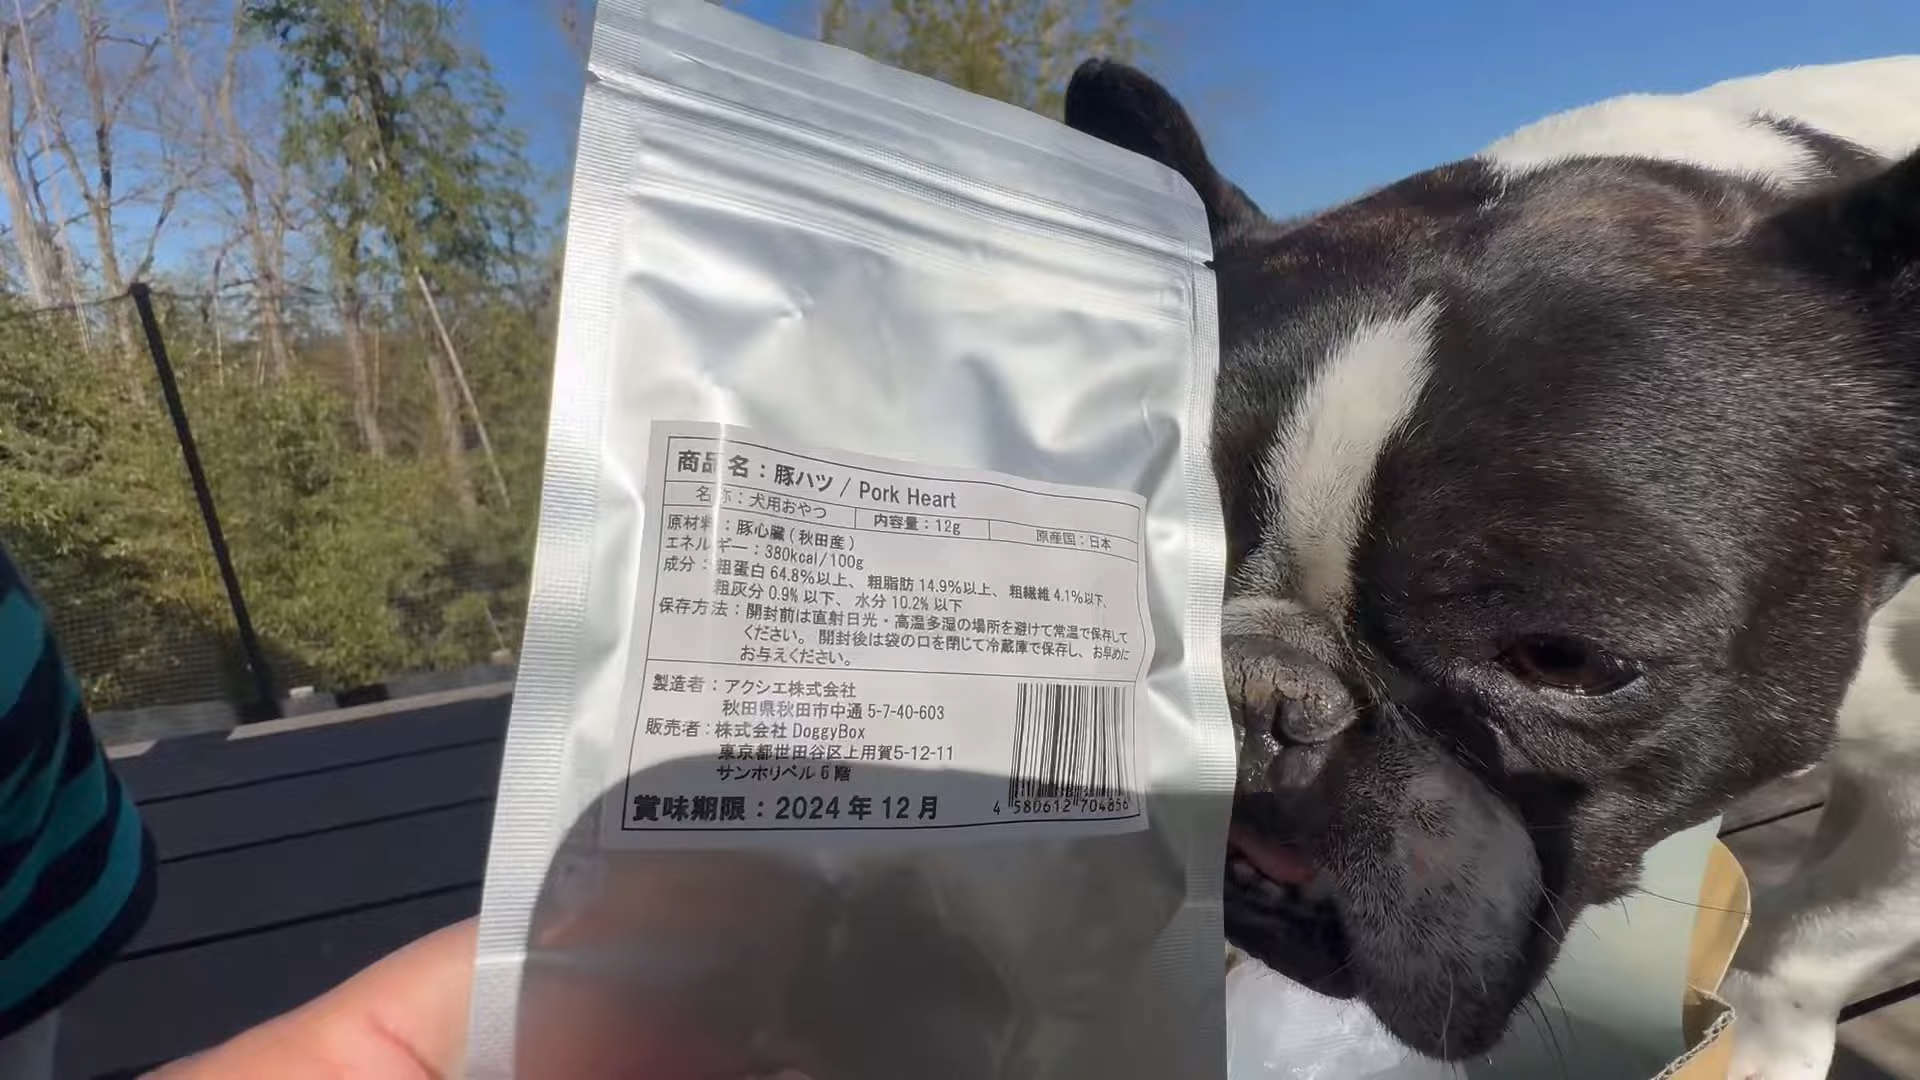 商品名：豚ハツ / Pork Heart
名称：犬用おやつ 内容量：12g 原産国：日本
原材料：豚心臓（秋田産）
エネルギー：380kcal/100g
成分：粗蛋白 64.8%以上、粗脂肪 14.9%以上、粗繊維 4.1%以下、
粗灰分 0.9% 以下、水分 10.2% 以下
保存方法：開封前は直射日光・高温多湿の場所を避けて常温で保存して
ください。開封後は袋の口を閉じて冷蔵庫で保存し、お早めに
お与えください。
製造者：アクシエ株式会社
秋田県秋田市中通 5-7-40-603
販売者：株式会社 DoggyBox
東京都世田谷区上用賀5-12-11
サンホリベル 6 階
賞味期限：2024 年 12 月
4 580612 704856